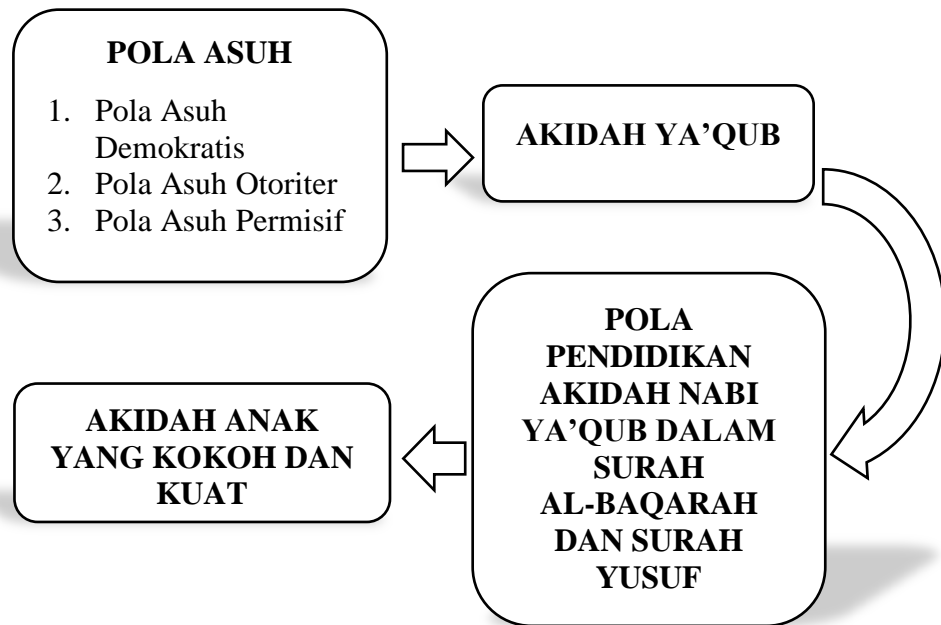 POLA ASUH
1. Pola Asuh
Demokratis
2. Pola Asuh Otoriter
3. Pola Asuh Permisif
AKIDAH YA’QUB
POLA
PENDIDIKAN
AKIDAH NABI
YA’QUB DALAM
SURAH
AL-BAQARAH
DAN SURAH
YUSUF
AKIDAH ANAK
YANG KOKOH DAN
KUAT